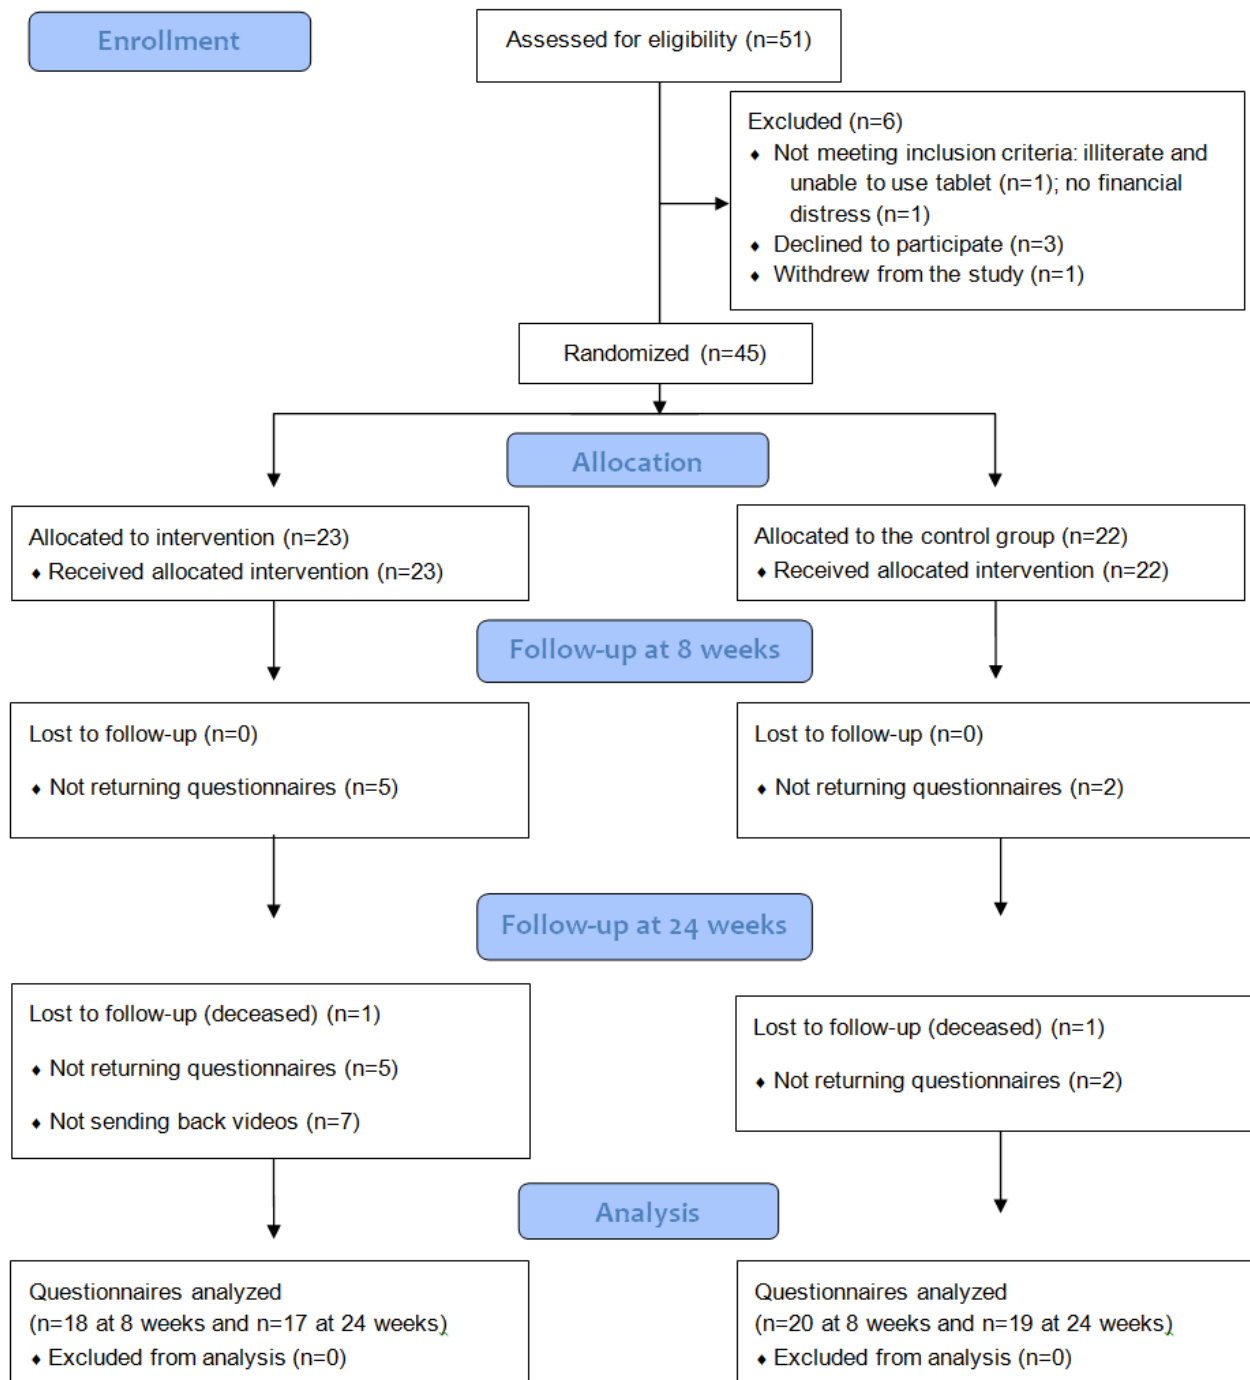 Enrollment
Assessed for eligibility (n=51)
Excluded (n=6)
♦ Not meeting inclusion criteria: illiterate and
unable to use tablet (n=1); no financial
distress (n=1)
♦ Declined to participate (n=3)
♦ Withdrew from the study (n=1)
Randomized (n=45)
Allocation
Allocated to intervention (n=23)
♦ Received allocated intervention (n=23)
Allocated to the control group (n=22)
♦ Received allocated intervention (n=22)
Follow-up at 8 weeks
Lost to follow-up (n=0)
♦ Not returning questionnaires (n=5)
Lost to follow-up (n=0)
♦ Not returning questionnaires (n=2)
Follow-up at 24 weeks
Lost to follow-up (deceased) (n=1)
♦ Not returning questionnaires (n=5)
♦ Not sending back videos (n=7)
Lost to follow-up (deceased) (n=1)
♦ Not returning questionnaires (n=2)
Analysis
Questionnaires analyzed
(n=18 at 8 weeks and n=17 at 24 weeks)
♦ Excluded from analysis (n=0)
Questionnaires analyzed
(n=20 at 8 weeks and n=19 at 24 weeks)
♦ Excluded from analysis (n=0)